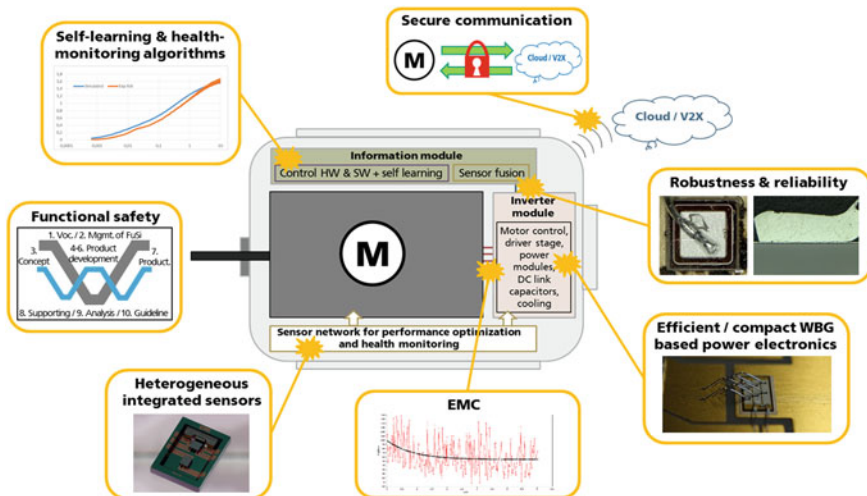 Self-learning & health-
monitoring algorithms
Secure communication
M
Cloud / V2X
Cloud / V2X
Information module
Control HW & SW + self learning
Sensor fusion
Robustness & reliability
Functional safety
1. Voc. / 2. Mgmt. of FuSi
3.
Concept
4-6. Product
development
7.
Product.
8. Supporting / 9. Analysis / 10. Guideline
M
Inverter
module
Motor control,
driver stage,
power
modules,
DC link
capacitors,
cooling
Sensor network for performance optimization
and health monitoring
Efficient / compact WBG
based power electronics
Heterogeneous
integrated sensors
EMC